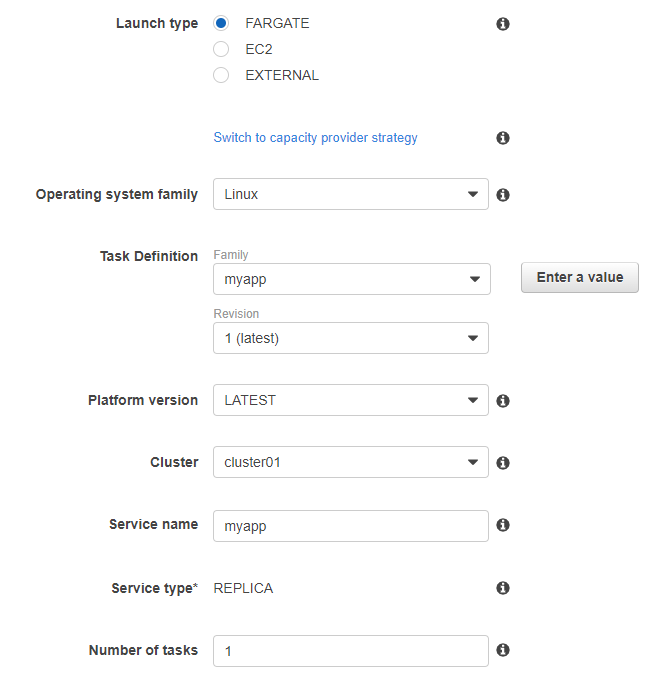 Launch type FARGATE
EC2
EXTERNAL
Switch to capacity provider strategy
Operating system family Linux
Task Definition Family
myapp Enter a value
Revision
1 (latest)
Platform version LATEST
Cluster cluster01
Service name myapp
Service type* REPLICA
Number of tasks 1